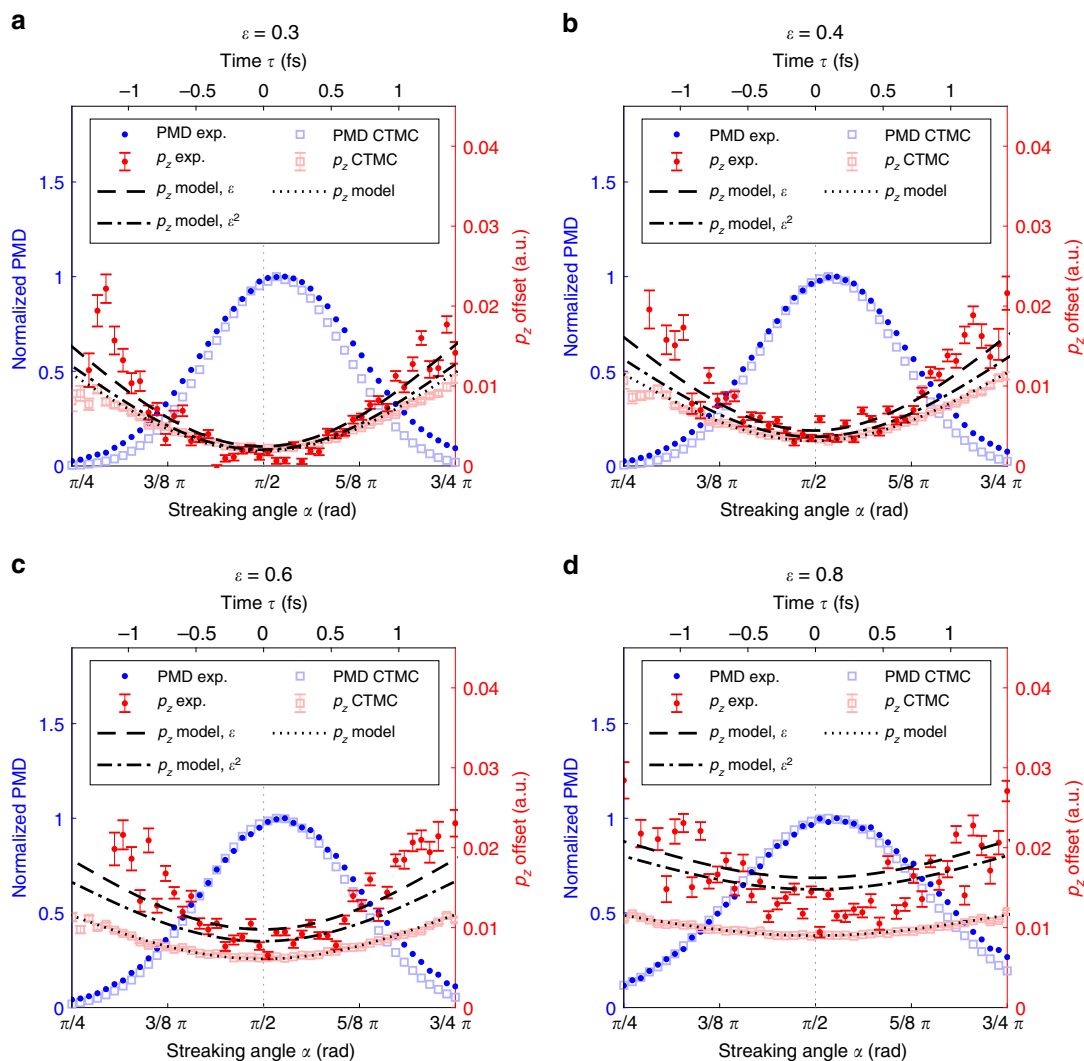 a
ε = 0.3
Time τ (fs)
−1 −0.5 0 0.5 1
PMD exp. PMD CTMC
p_z exp. p_z CTMC
p_z model, ε p_z model
p_z model, ε²
Normalized PMD
1.5
1
0.5
0
p_z offset (a.u.)
0.04
0.03
0.02
0.01
0
π/4 3/8 π π/2 5/8 π 3/4 π
Streaking angle α (rad)
b
ε = 0.4
Time τ (fs)
−1 −0.5 0 0.5 1
PMD exp. PMD CTMC
p_z exp. p_z CTMC
p_z model, ε p_z model
p_z model, ε²
Normalized PMD
1.5
1
0.5
0
p_z offset (a.u.)
0.04
0.03
0.02
0.01
0
π/4 3/8 π π/2 5/8 π 3/4 π
Streaking angle α (rad)
c
ε = 0.6
Time τ (fs)
−1 −0.5 0 0.5 1
PMD exp. PMD CTMC
p_z exp. p_z CTMC
p_z model, ε p_z model
p_z model, ε²
Normalized PMD
1.5
1
0.5
0
p_z offset (a.u.)
0.04
0.03
0.02
0.01
0
π/4 3/8 π π/2 5/8 π 3/4 π
Streaking angle α (rad)
d
ε = 0.8
Time τ (fs)
−1 −0.5 0 0.5 1
PMD exp. PMD CTMC
p_z exp. p_z CTMC
p_z model, ε p_z model
p_z model, ε²
Normalized PMD
1.5
1
0.5
0
p_z offset (a.u.)
0.04
0.03
0.02
0.01
0
π/4 3/8 π π/2 5/8 π 3/4 π
Streaking angle α (rad)